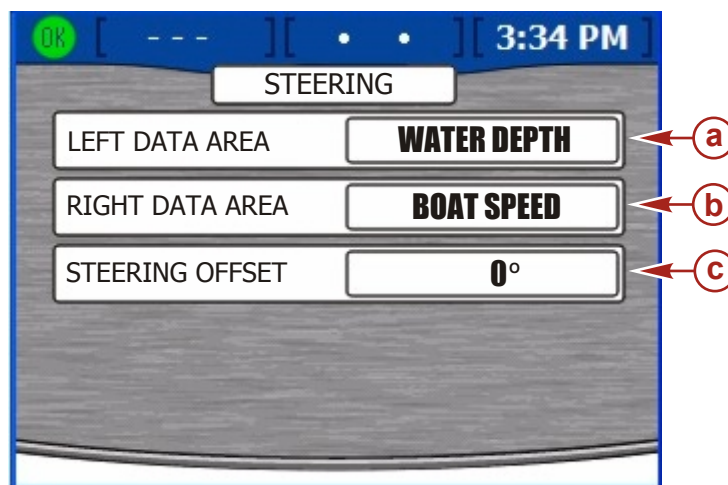 OK [ - - - ][ • • ][ 3:34 PM ]
STEERING
LEFT DATA AREA WATER DEPTH a
RIGHT DATA AREA BOAT SPEED b
STEERING OFFSET 0° c